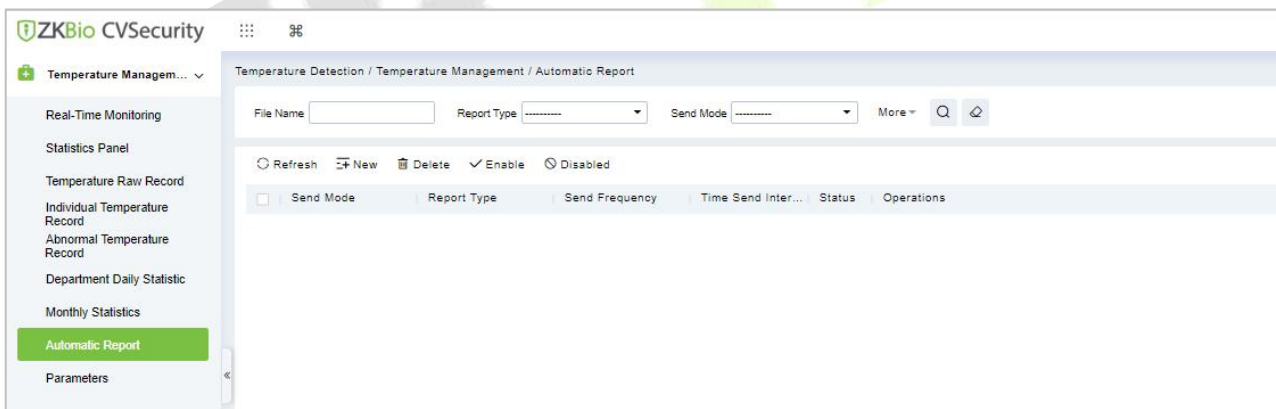 ZKBio CVSecurity
Temperature Managem...
Real-Time Monitoring
Statistics Panel
Temperature Raw Record
Individual Temperature
Record
Abnormal Temperature
Record
Department Daily Statistic
Monthly Statistics
Automatic Report
Parameters
Temperature Detection / Temperature Management / Automatic Report
File Name Report Type ---------- Send Mode ---------- More
Refresh New Delete Enable Disabled
Send Mode Report Type Send Frequency Time Send Inter... Status Operations